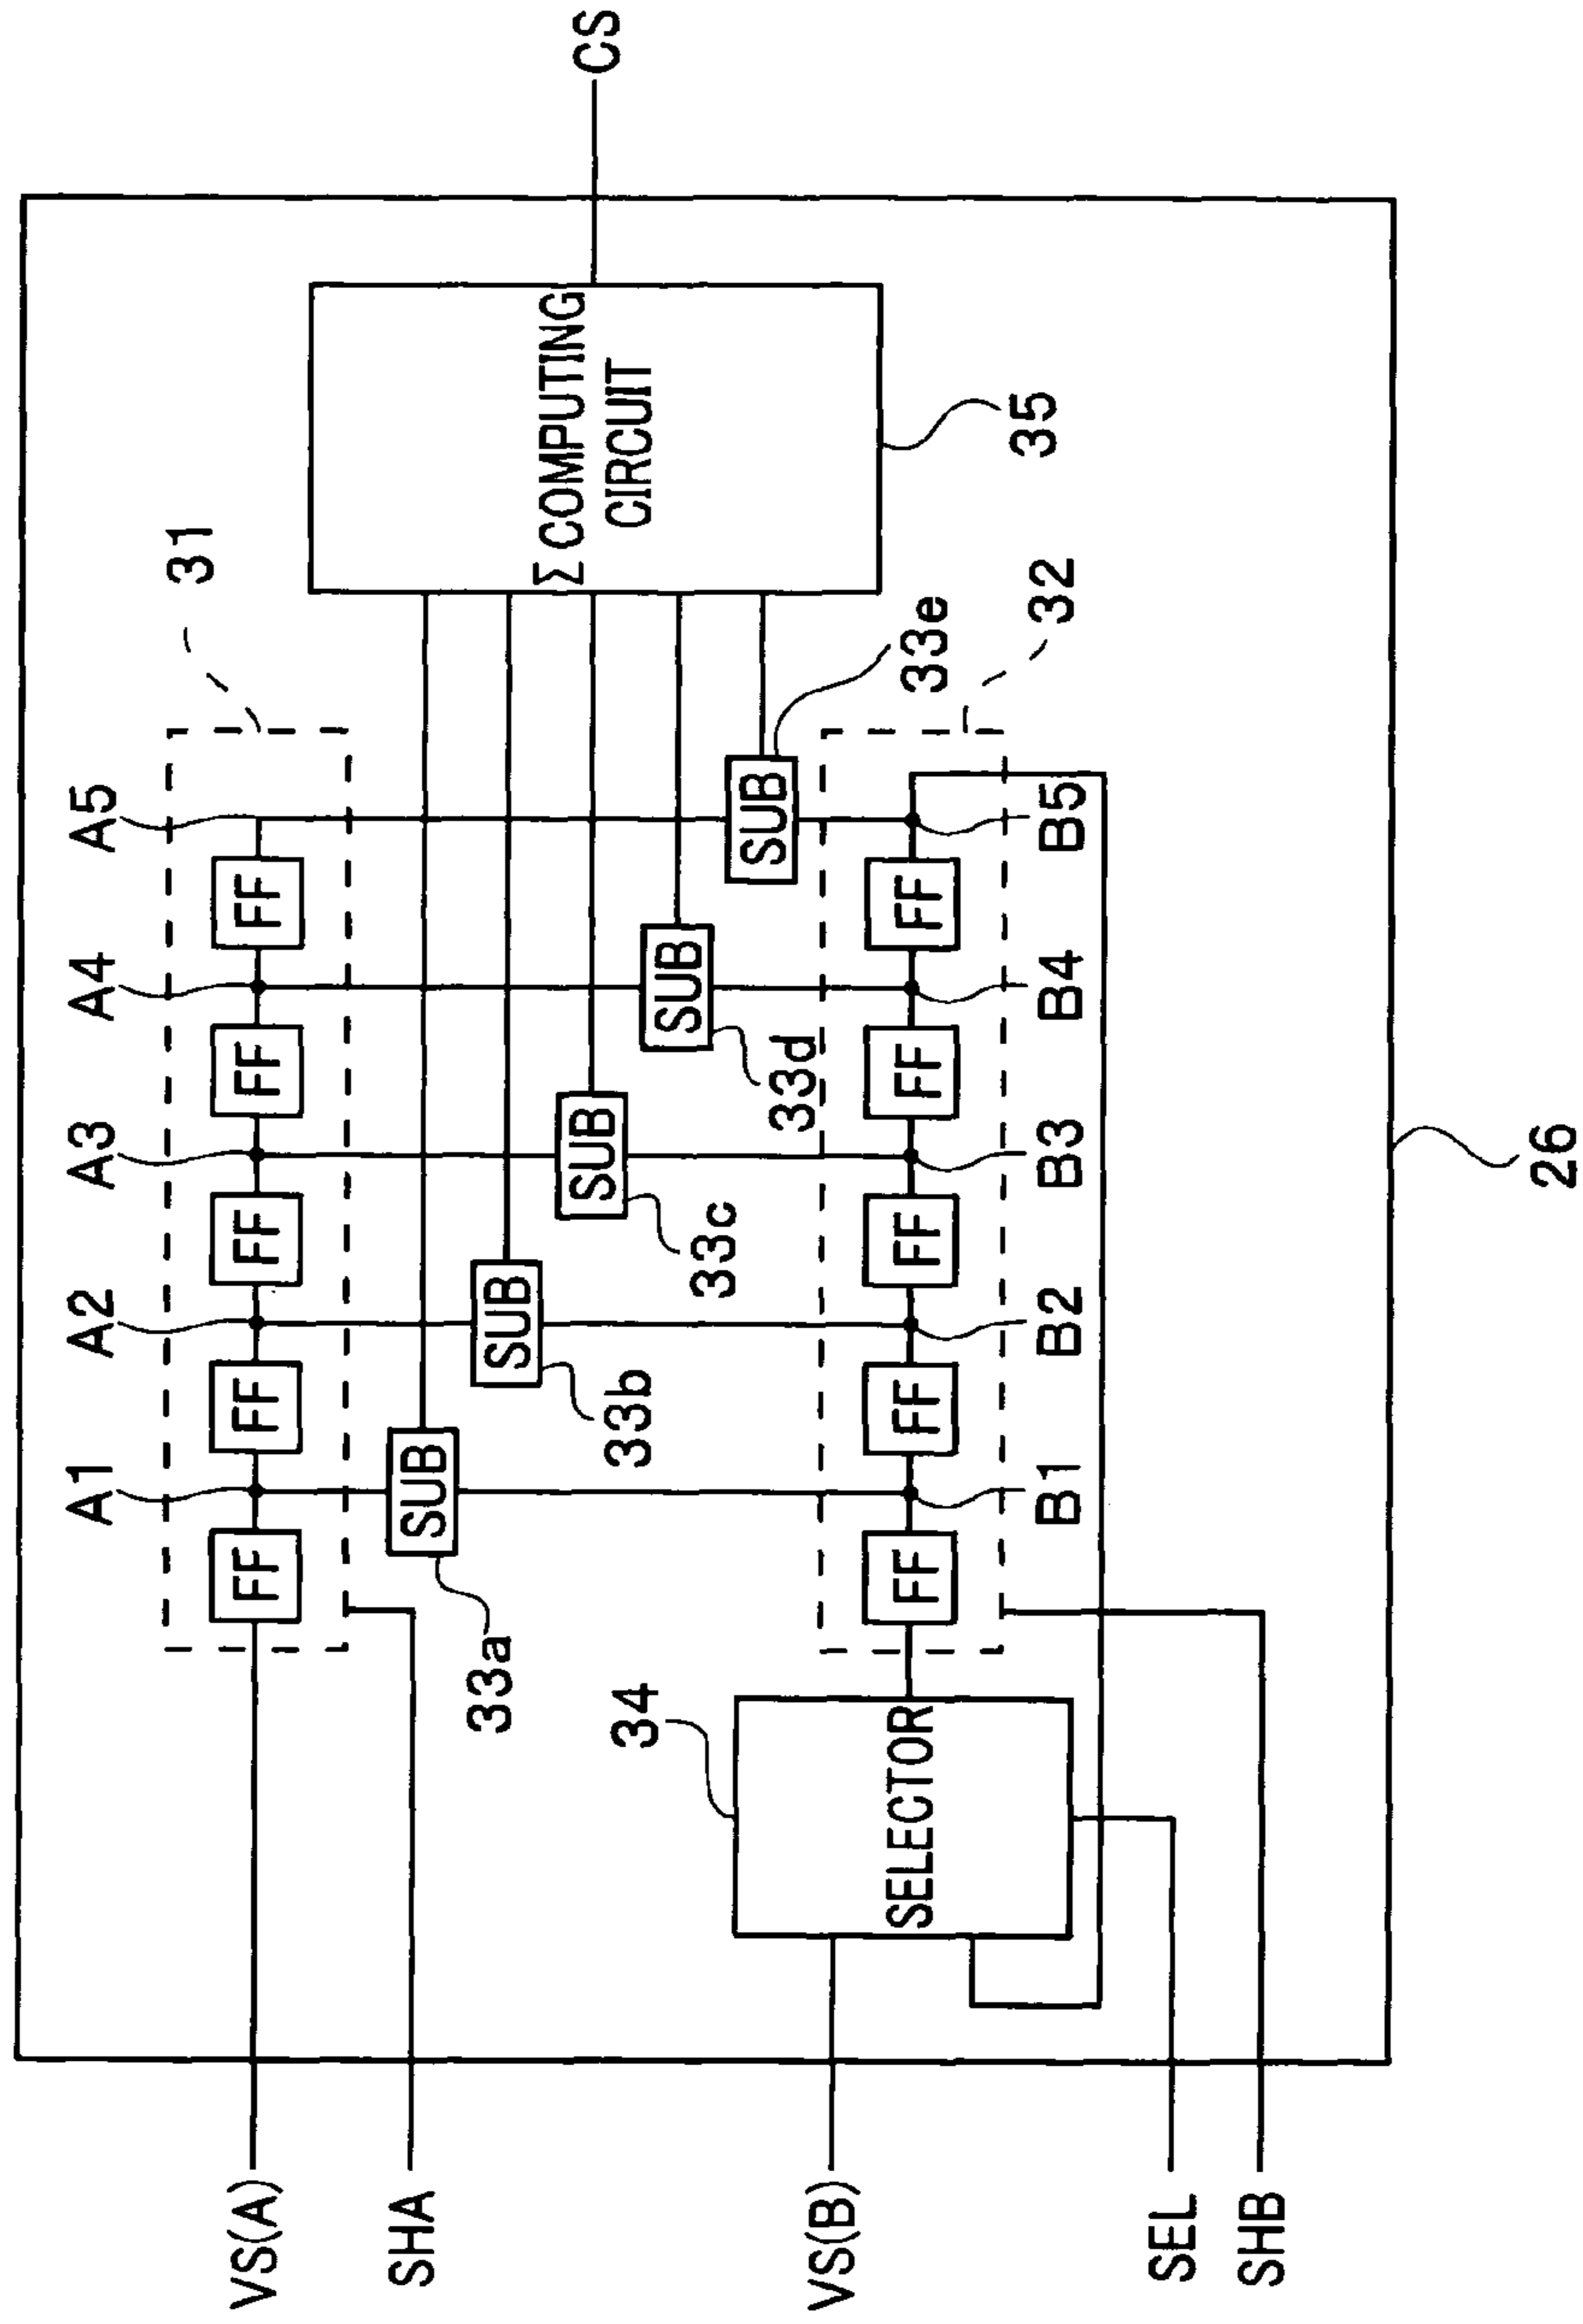 A1
A2
A3
A4
A5
31
VS(A)
FF
FF
FF
FF
FF
SHA
SUB
33a
SUB
33b
SUB
33c
SUB
33d
SUB
33e
Σ COMPUTING
CIRCUIT
CS
35
34
32
VS(B)
SELECTOR
FF
FF
FF
FF
FF
B1
B2
B3
B4
B5
SEL
SHB
26